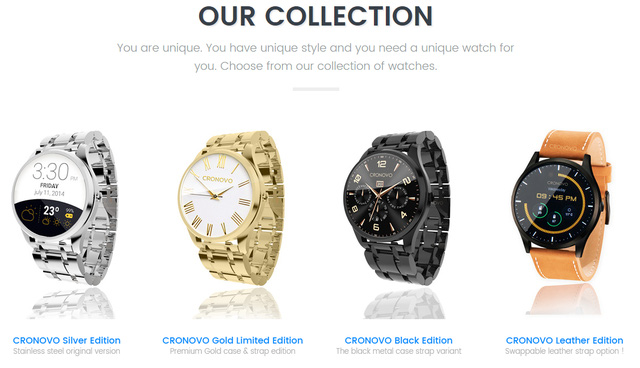 OUR COLLECTION
You are unique. You have unique style and you need a unique watch for
you. Choose from our collection of watches.
3:30 PM
FRIDAY
July 11, 2014
23°
CRONOVO
CRONOVO
12
CRONOVO
09:45 PM
CRONOVO Silver Edition
Stainless steel original version
CRONOVO Gold Limited Edition
Premium Gold case & strap edition
CRONOVO Black Edition
The black metal case strap variant
CRONOVO Leather Edition
Swappable leather strap option !